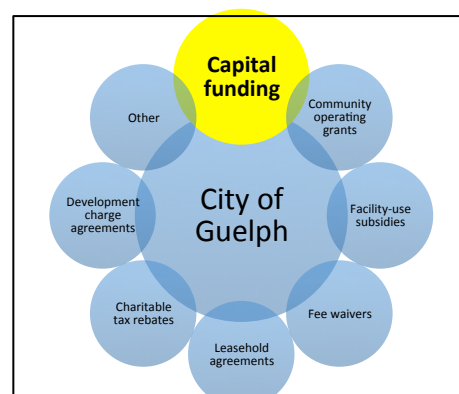 Capital
funding
Community
operating
grants
Facility-use
subsidies
Fee waivers
Leasehold
agreements
Charitable
tax rebates
Development
charge
agreements
Other
City of
Guelph